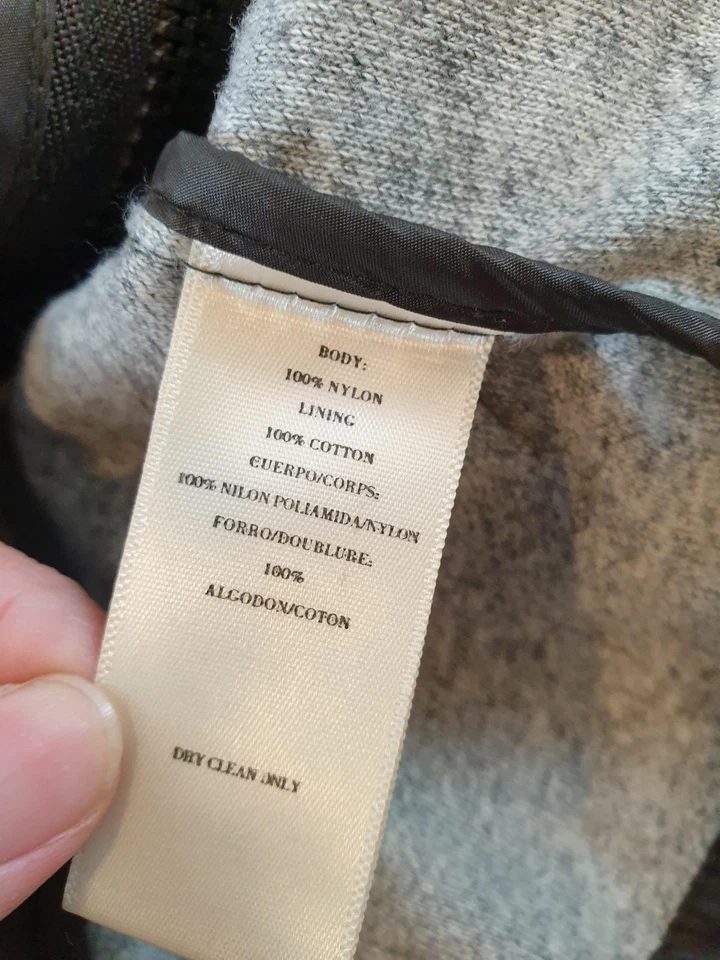 BODY:
100% NYLON
LINING
100% COTTON
CUERPO/CORPS:
100% NILON POLIAMIDA/NYLON
FORRO/DOUBLURE:
100%
ALGODON/COTON
DRY CLEAN ONLY